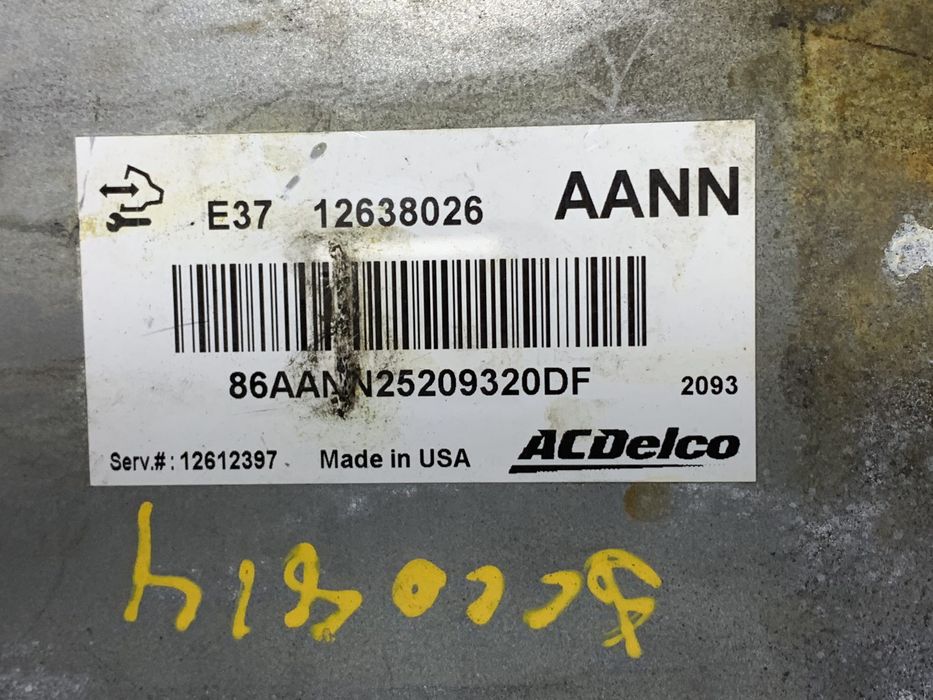 E37 12638026 AANN
86AANN25209320DF 2093
Serv.#: 12612397 Made in USA ACDelco